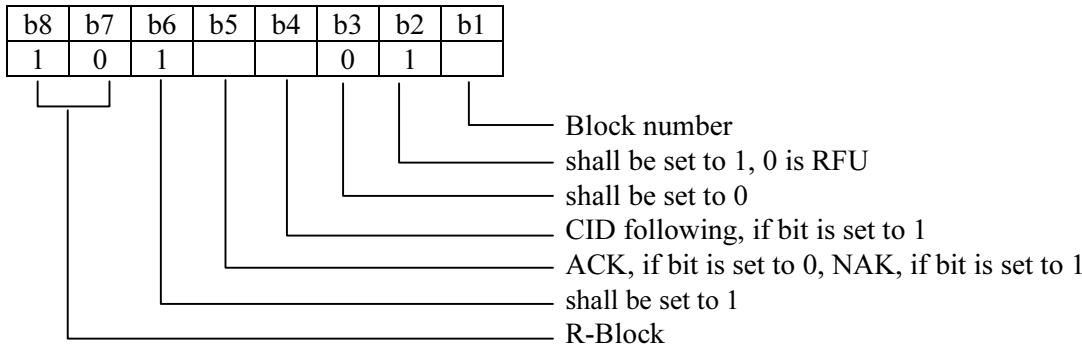 b8 b7 b6 b5 b4 b3 b2 b1
1 0 1 0 1
Block number
shall be set to 1, 0 is RFU
shall be set to 0
CID following, if bit is set to 1
ACK, if bit is set to 0, NAK, if bit is set to 1
shall be set to 1
R-Block